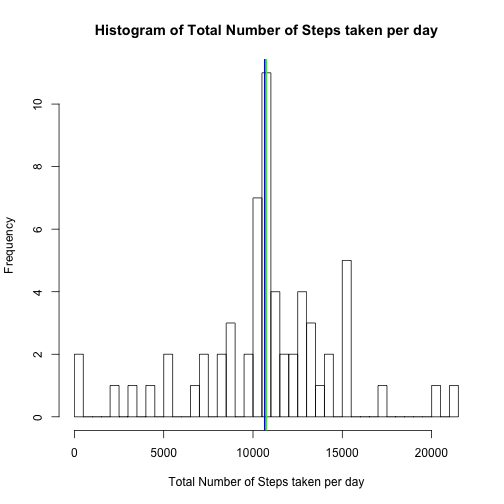 Histogram of Total Number of Steps taken per day
Frequency
10
8
6
4
2
0
0 5000 10000 15000 20000
Total Number of Steps taken per day